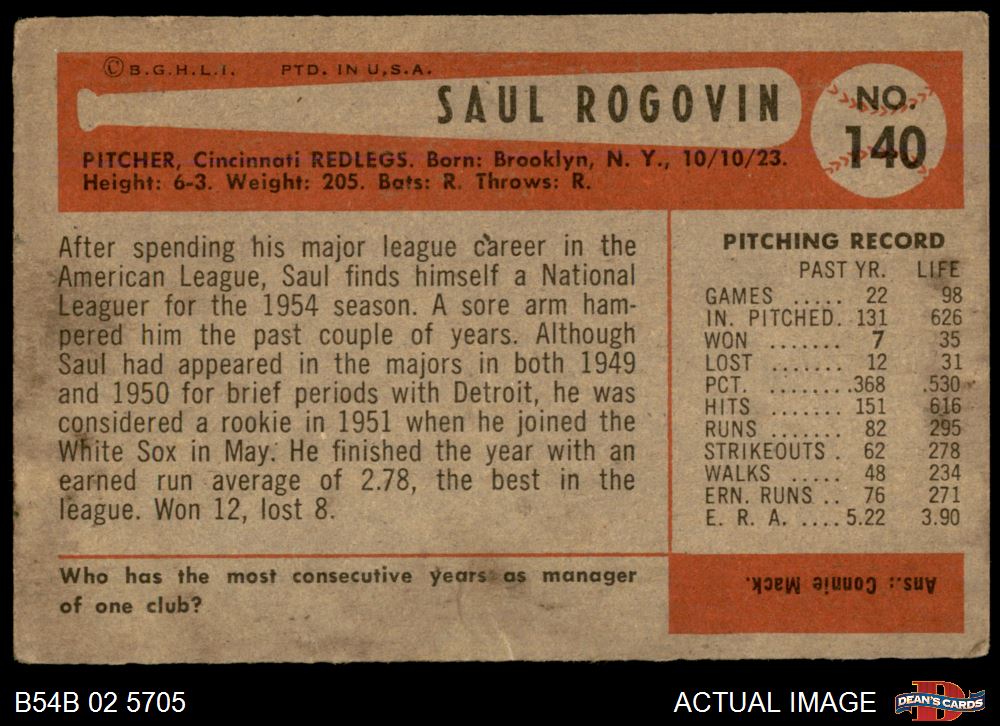 ©B.G.H.L.I. PTD. IN U.S.A.
SAUL ROGOVIN
NO.
140
PITCHER, Cincinnati REDLEGS. Born: Brooklyn, N. Y., 10/10/23.
Height: 6-3. Weight: 205. Bats: R. Throws: R.
After spending his major league career in the
American League, Saul finds himself a National
Leaguer for the 1954 season. A sore arm ham-
pered him the past couple of years. Although
Saul had appeared in the majors in both 1949
and 1950 for brief periods with Detroit, he was
considered a rookie in 1951 when he joined the
White Sox in May. He finished the year with an
earned run average of 2.78, the best in the
league. Won 12, lost 8.
PITCHING RECORD
PAST YR. LIFE
GAMES ..... 22 98
IN. PITCHED. 131 626
WON ....... 7 35
LOST ....... 12 31
PCT. .......368 .530
HITS ....... 151 616
RUNS ....... 82 295
STRIKEOUTS . 62 278
WALKS ..... 48 234
ERN. RUNS .. 76 271
E. R. A. ....5.22 3.90
Who has the most consecutive years as manager
of one club?
Ans.: Connie Mack.
B54B 02 5705
ACTUAL IMAGE
D
DEAN'S CARDS